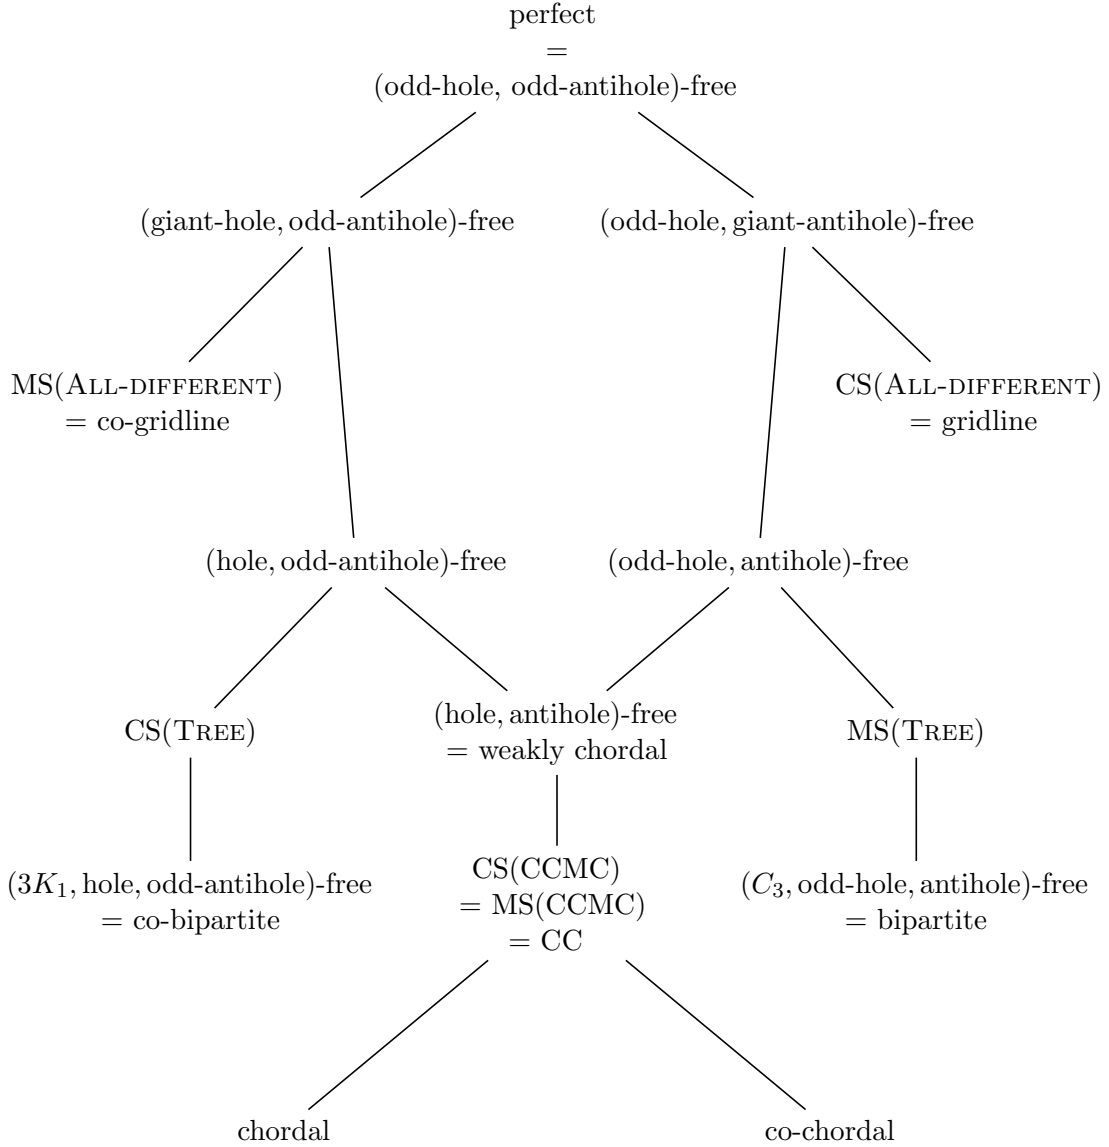 perfect
=
(odd-hole, odd-antihole)-free
(giant-hole, odd-antihole)-free
(odd-hole, giant-antihole)-free
MS(ALL-DIFFERENT)
= co-gridline
CS(ALL-DIFFERENT)
= gridline
(hole, odd-antihole)-free
(odd-hole, antihole)-free
CS(TREE)
(hole, antihole)-free
= weakly chordal
MS(TREE)
(3K₁, hole, odd-antihole)-free
= co-bipartite
CS(CCMC)
= MS(CCMC)
= CC
(C₃, odd-hole, antihole)-free
= bipartite
chordal
co-chordal